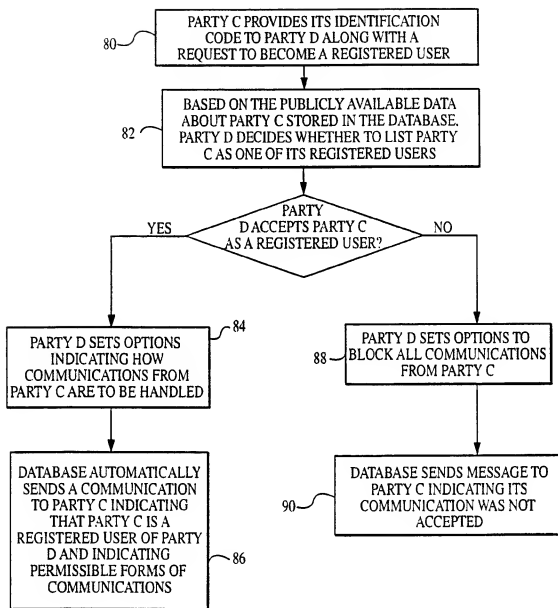 PARTY C PROVIDES ITS IDENTIFICATION
CODE TO PARTY D ALONG WITH A
REQUEST TO BECOME A REGISTERED USER
80
BASED ON THE PUBLICLY AVAILABLE DATA
ABOUT PARTY C STORED IN THE DATABASE.
PARTY D DECIDES WHETHER TO LIST PARTY
C AS ONE OF ITS REGISTERED USERS
82
PARTY
D ACCEPTS PARTY C
AS A REGISTERED USER?
YES
NO
84
PARTY D SETS OPTIONS
INDICATING HOW
COMMUNICATIONS FROM
PARTY C ARE TO BE HANDLED
88
PARTY D SETS OPTIONS TO
BLOCK ALL COMMUNICATIONS
FROM PARTY C
DATABASE AUTOMATICALLY
SENDS A COMMUNICATION
TO PARTY C INDICATING
THAT PARTY C IS A
REGISTERED USER OF PARTY
D AND INDICATING
PERMISSIBLE FORMS OF
COMMUNICATIONS
86
DATABASE SENDS MESSAGE TO
PARTY C INDICATING ITS
COMMUNICATION WAS NOT
ACCEPTED
90